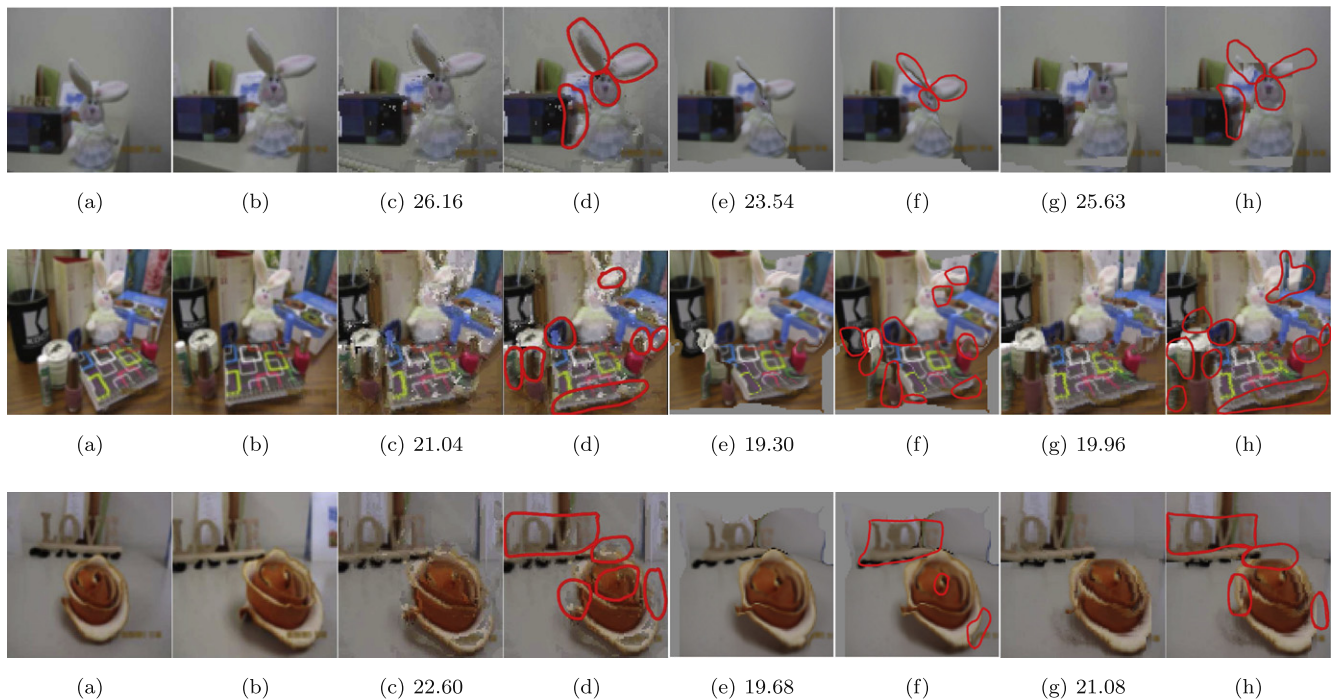 (a) (b) (c) 26.16 (d) (e) 23.54 (f) (g) 25.63 (h)
(a) (b) (c) 21.04 (d) (e) 19.30 (f) (g) 19.96 (h)
LOVE LOVE
(a) (b) (c) 22.60 (d) (e) 19.68 (f) (g) 21.08 (h)